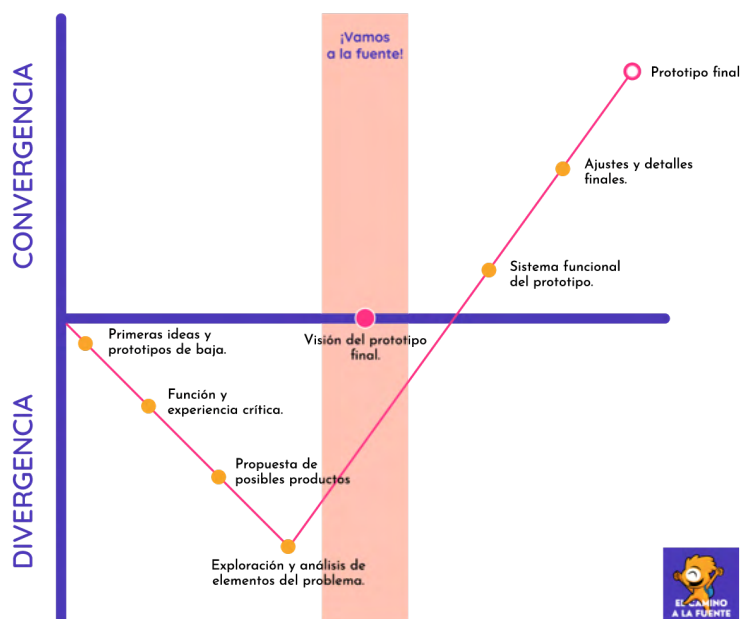 ¡Vamos
a la fuente!
CONVERGENCIA
Prototipo final
Ajustes y detalles
finales.
Sistema funcional
del prototipo.
Visión del prototipo
final.
DIVERGENCIA
Primeras ideas y
prototipos de baja.
Función y
experiencia crítica.
Propuesta de
posibles productos
Exploración y análisis de
elementos del problema.
EL CAMINO
A LA FUENTE